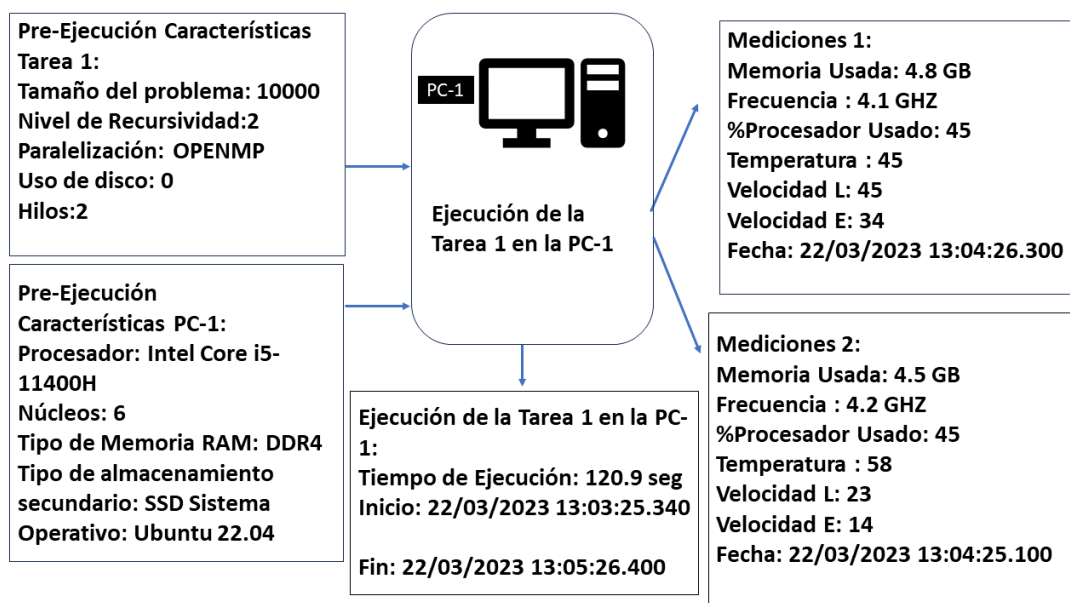 Pre-Ejecución Características
Tarea 1:
Tamaño del problema: 10000
Nivel de Recursividad:2
Paralelización: OPENMP
Uso de disco: 0
Hilos:2
Pre-Ejecución
Características PC-1:
Procesador: Intel Core i5-
11400H
Núcleos: 6
Tipo de Memoria RAM: DDR4
Tipo de almacenamiento
secundario: SSD Sistema
Operativo: Ubuntu 22.04
PC-1
Ejecución de la
Tarea 1 en la PC-1
Ejecución de la Tarea 1 en la PC-
1:
Tiempo de Ejecución: 120.9 seg
Inicio: 22/03/2023 13:03:25.340
Fin: 22/03/2023 13:05:26.400
Mediciones 1:
Memoria Usada: 4.8 GB
Frecuencia : 4.1 GHZ
%Procesador Usado: 45
Temperatura : 45
Velocidad L: 45
Velocidad E: 34
Fecha: 22/03/2023 13:04:26.300
Mediciones 2:
Memoria Usada: 4.5 GB
Frecuencia : 4.2 GHZ
%Procesador Usado: 45
Temperatura : 58
Velocidad L: 23
Velocidad E: 14
Fecha: 22/03/2023 13:04:25.100